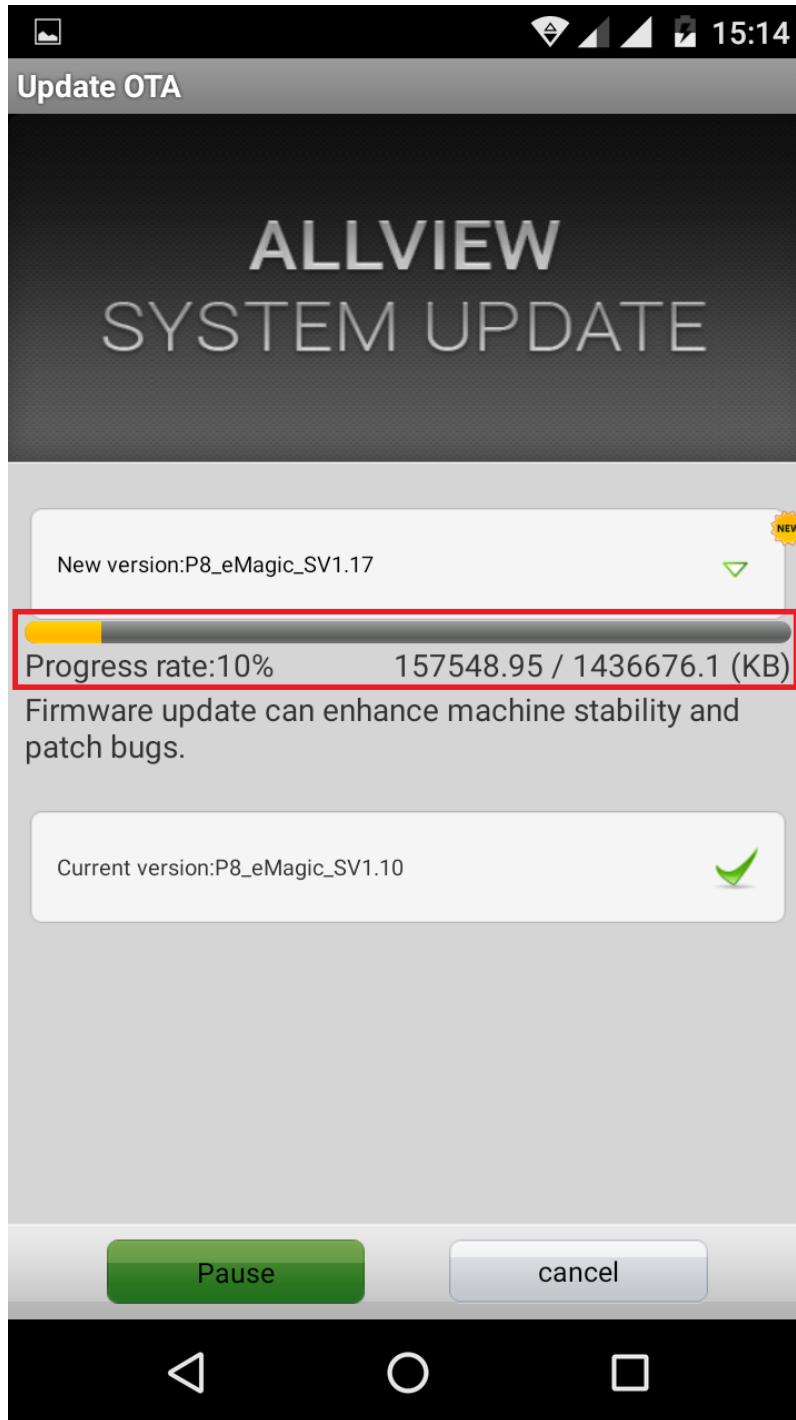 15:14
Update OTA
ALLVIEW
SYSTEM UPDATE
NEW
New version:P8_eMagic_SV1.17
Progress rate:10% 157548.95 / 1436676.1 (KB)
Firmware update can enhance machine stability and
patch bugs.
Current version:P8_eMagic_SV1.10
Pause cancel